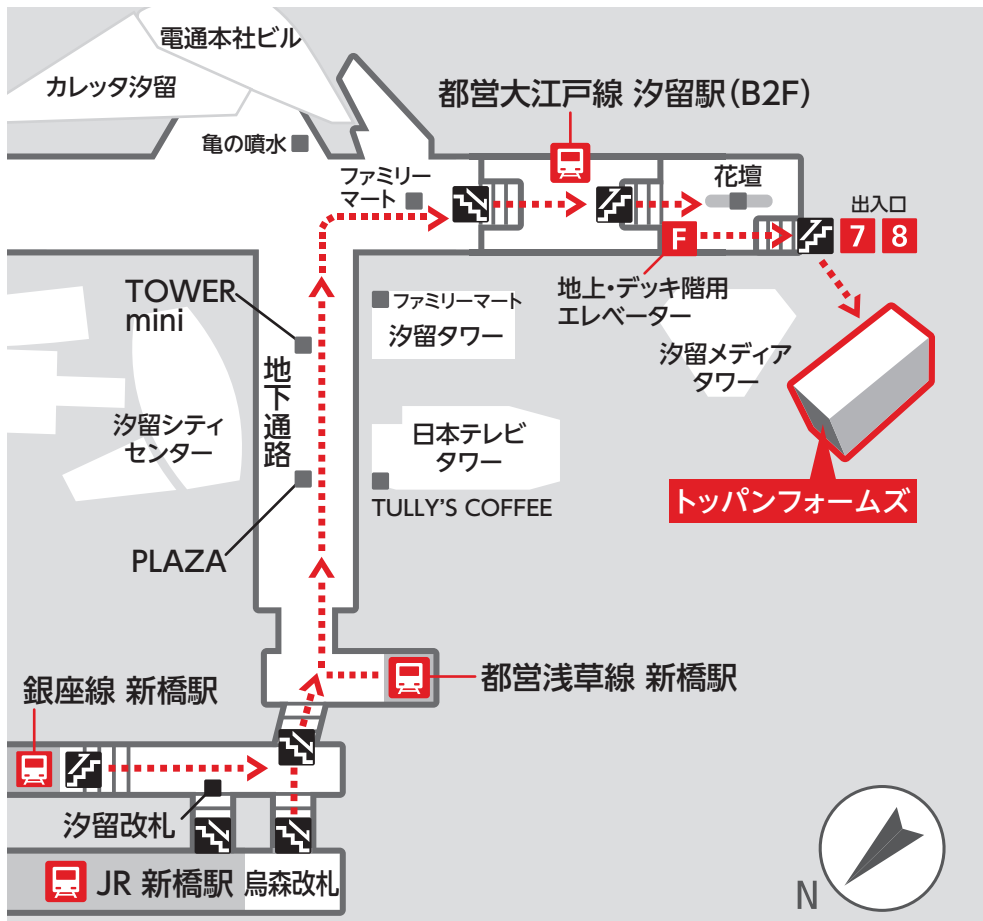 電通本社ビル
カレッタ汐留
都営大江戸線 汐留駅(B2F)
亀の噴水
ファミリー
マート
花壇
出入口
7 8
F
地上・デッキ階用
エレベーター
TOWER
mini
ファミリーマート
汐留タワー
汐留メディア
タワー
地下通路
汐留シティ
センター
日本テレビ
タワー
TULLY'S COFFEE
トッパンフォームズ
PLAZA
都営浅草線 新橋駅
銀座線 新橋駅
汐留改札
JR 新橋駅
烏森改札
N